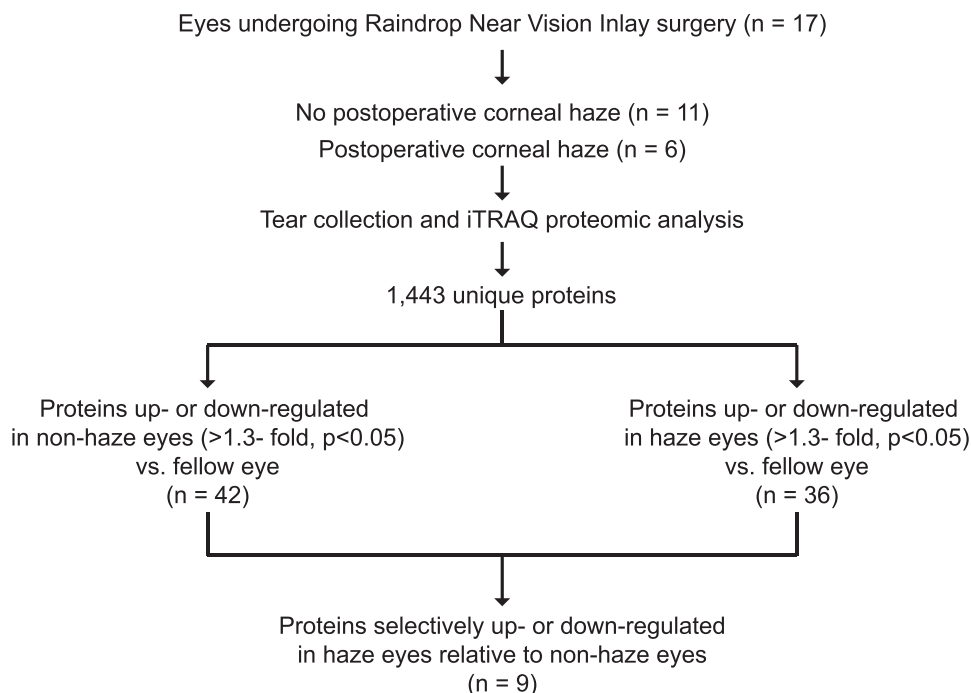 Eyes undergoing Raindrop Near Vision Inlay surgery (n = 17)
No postoperative corneal haze (n = 11)
Postoperative corneal haze (n = 6)
Tear collection and iTRAQ proteomic analysis
1,443 unique proteins
Proteins up- or down-regulated
in non-haze eyes (>1.3- fold, p<0.05)
vs. fellow eye
(n = 42)
Proteins up- or down-regulated
in haze eyes (>1.3- fold, p<0.05)
vs. fellow eye
(n = 36)
Proteins selectively up- or down-regulated
in haze eyes relative to non-haze eyes
(n = 9)